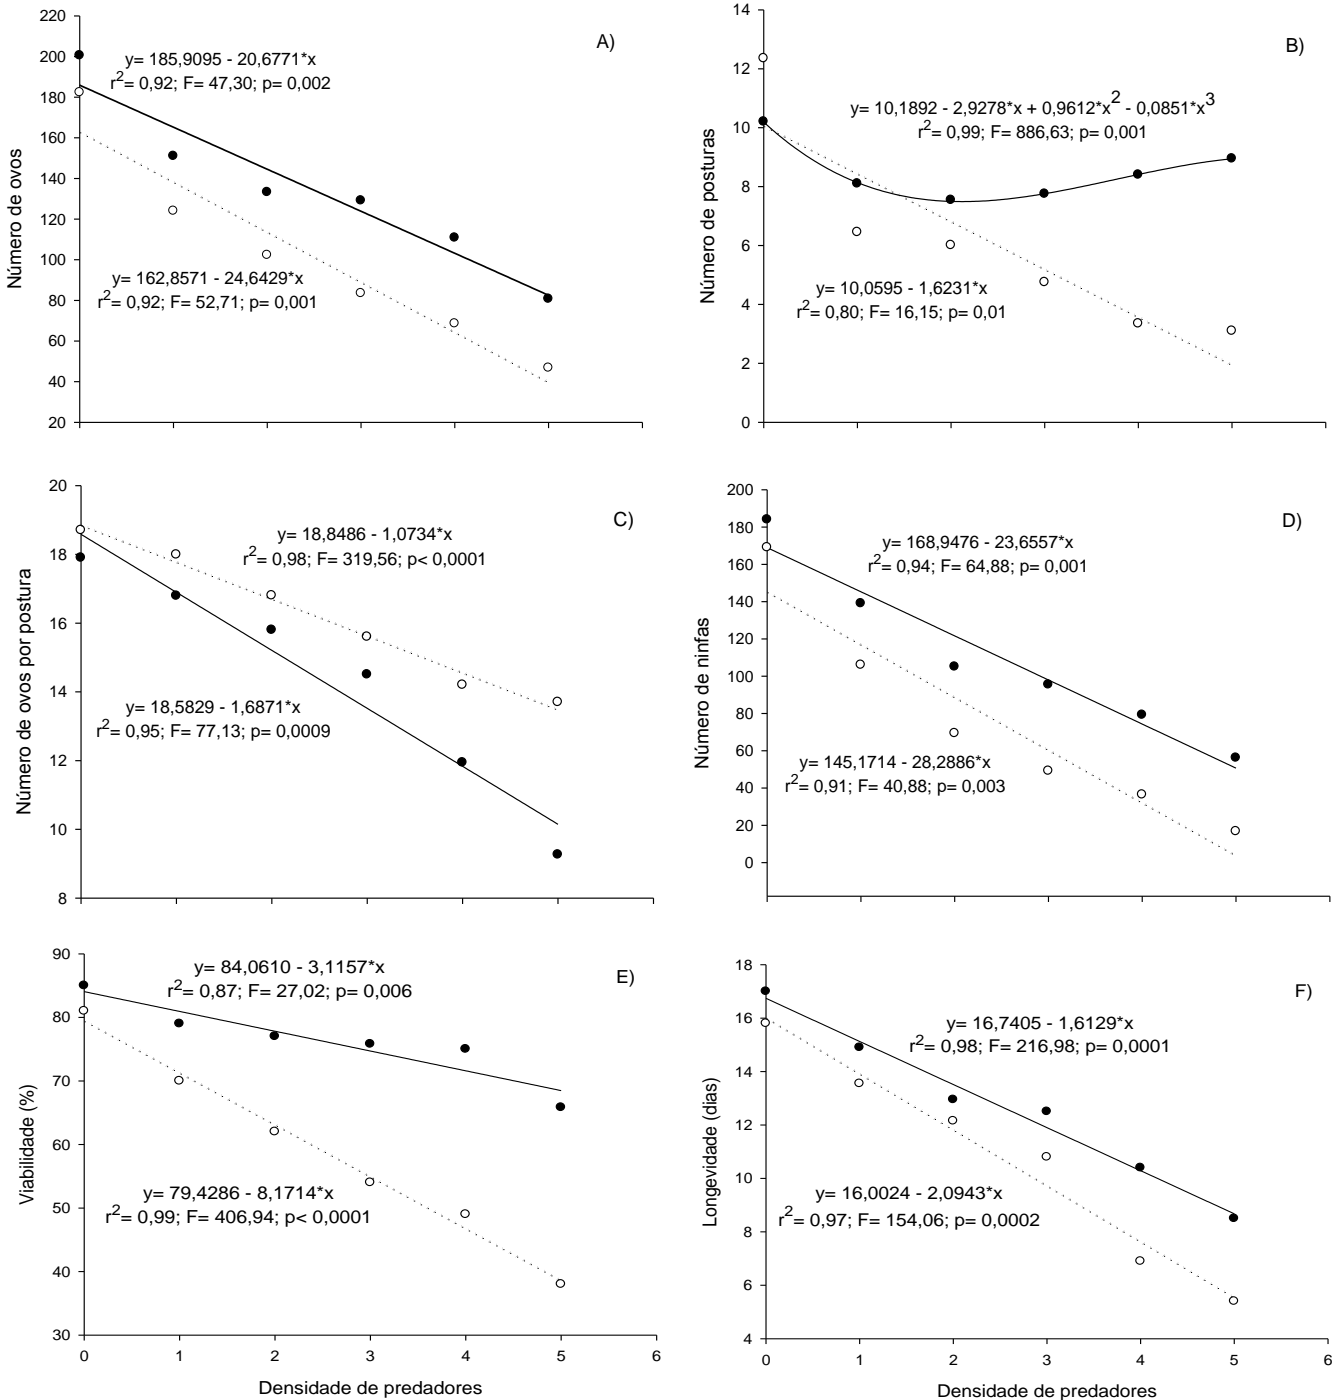 A)
y= 185,9095 - 20,6771*x
r2= 0,92; F= 47,30; p= 0,002
y= 162,8571 - 24,6429*x
r2= 0,92; F= 52,71; p= 0,001
Número de ovos
220
200
180
160
140
120
100
80
60
40
20
B)
y= 10,1892 - 2,9278*x + 0,9612*x2 - 0,0851*x3
r2= 0,99; F= 886,63; p= 0,001
y= 10,0595 - 1,6231*x
r2= 0,80; F= 16,15; p= 0,01
Número de posturas
14
12
10
8
6
4
2
0
C)
y= 18,8486 - 1,0734*x
r2= 0,98; F= 319,56; p< 0,0001
y= 18,5829 - 1,6871*x
r2= 0,95; F= 77,13; p= 0,0009
Número de ovos por postura
20
18
16
14
12
10
8
D)
y= 168,9476 - 23,6557*x
r2= 0,94; F= 64,88; p= 0,001
y= 145,1714 - 28,2886*x
r2= 0,91; F= 40,88; p= 0,003
Número de ninfas
200
180
160
140
120
100
80
60
40
20
0
E)
y= 84,0610 - 3,1157*x
r2= 0,87; F= 27,02; p= 0,006
y= 79,4286 - 8,1714*x
r2= 0,99; F= 406,94; p< 0,0001
Viabilidade (%)
90
80
70
60
50
40
30
0 1 2 3 4 5 6
Densidade de predadores
F)
y= 16,7405 - 1,6129*x
r2= 0,98; F= 216,98; p= 0,0001
y= 16,0024 - 2,0943*x
r2= 0,97; F= 154,06; p= 0,0002
Longevidade (dias)
18
16
14
12
10
8
6
4
0 1 2 3 4 5 6
Densidade de predadores